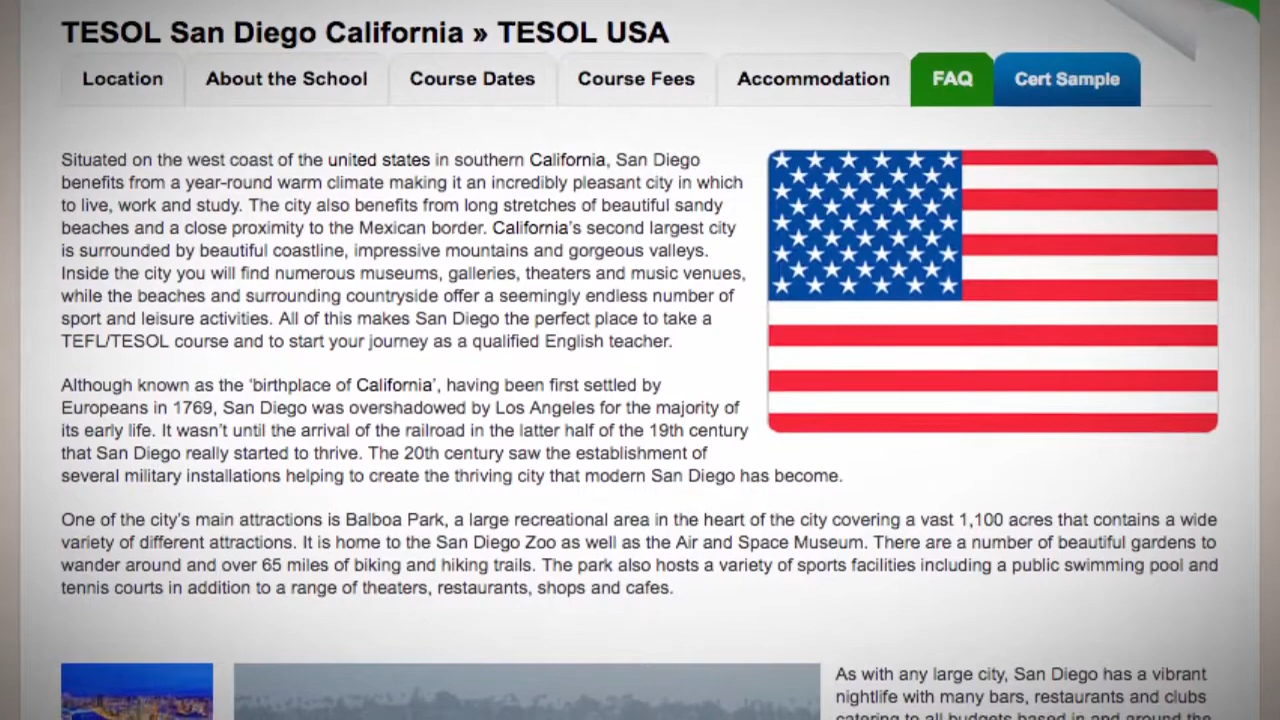 TESOL San Diego California » TESOL USA
Location About the School Course Dates Course Fees Accommodation FAQ Cert Sample
Situated on the west coast of the united states in southern California, San Diego
benefits from a year-round warm climate making it an incredibly pleasant city in which
to live, work and study. The city also benefits from long stretches of beautiful sandy
beaches and a close proximity to the Mexican border. California's second largest city
is surrounded by beautiful coastline, impressive mountains and gorgeous valleys.
Inside the city you will find numerous museums, galleries, theaters and music venues,
while the beaches and surrounding countryside offer a seemingly endless number of
sport and leisure activities. All of this makes San Diego the perfect place to take a
TEFL/TESOL course and to start your journey as a qualified English teacher.
Although known as the ‘birthplace of California’, having been first settled by
Europeans in 1769, San Diego was overshadowed by Los Angeles for the majority of
its early life. It wasn’t until the arrival of the railroad in the latter half of the 19th century
that San Diego really started to thrive. The 20th century saw the establishment of
several military installations helping to create the thriving city that modern San Diego has become.
One of the city’s main attractions is Balboa Park, a large recreational area in the heart of the city covering a vast 1,100 acres that contains a wide
variety of different attractions. It is home to the San Diego Zoo as well as the Air and Space Museum. There are a number of beautiful gardens to
wander around and over 65 miles of biking and hiking trails. The park also hosts a variety of sports facilities including a public swimming pool and
tennis courts in addition to a range of theaters, restaurants, shops and cafes.
As with any large city, San Diego has a vibrant
nightlife with many bars, restaurants and clubs
catering to all budgets based in and around the